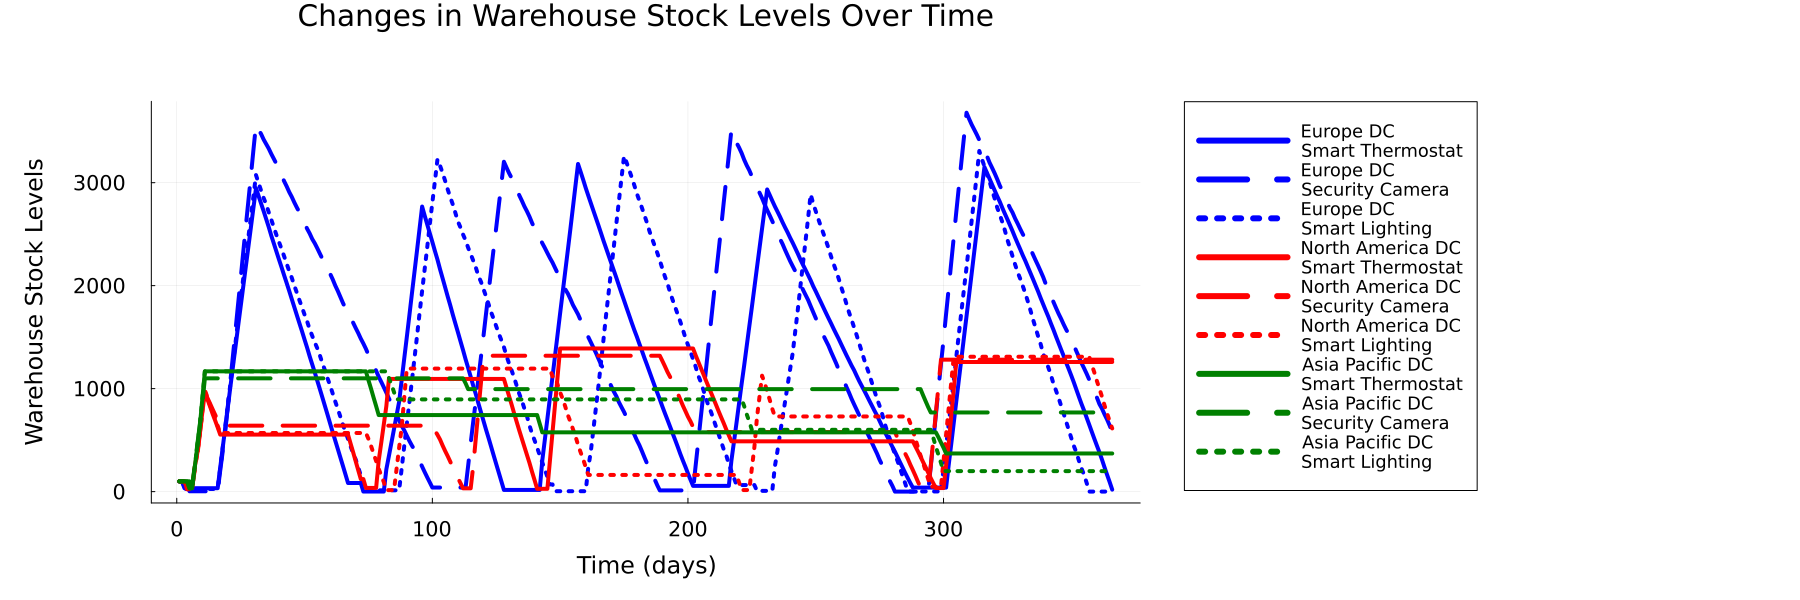 Changes in Warehouse Stock Levels Over Time
Warehouse Stock Levels
3000
2000
1000
0
0
100
200
300
Time (days)
Europe DC
Smart Thermostat
Europe DC
Security Camera
Europe DC
Smart Lighting
North America DC
Smart Thermostat
North America DC
Security Camera
North America DC
Smart Lighting
Asia Pacific DC
Smart Thermostat
Asia Pacific DC
Security Camera
Asia Pacific DC
Smart Lighting